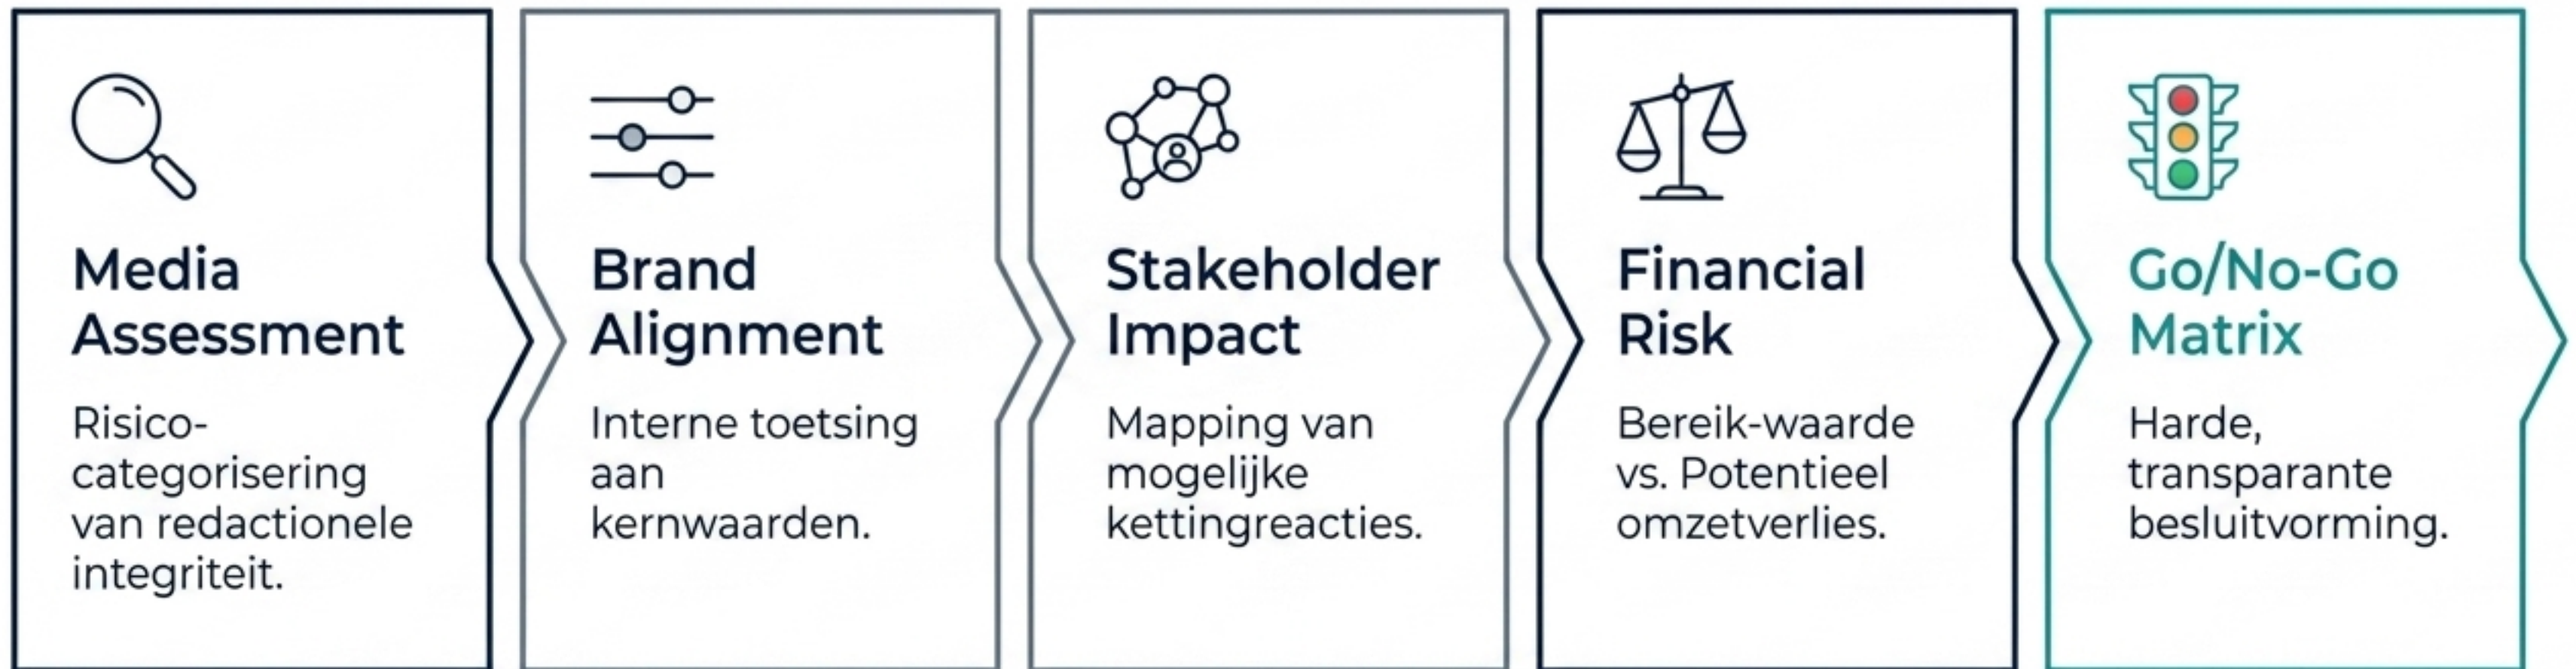 Media
Assessment
Risico-
categorisering
van redactionele
integriteit.
Brand
Alignment
Interne toetsing
aan
kernwaarden.
Stakeholder
Impact
Mapping van
mogelijke
kettingreacties.
Financial
Risk
Bereik-waarde
vs. Potentieel
omzetverlies.
Go/No-Go
Matrix
Harde,
transparante
besluitvorming.